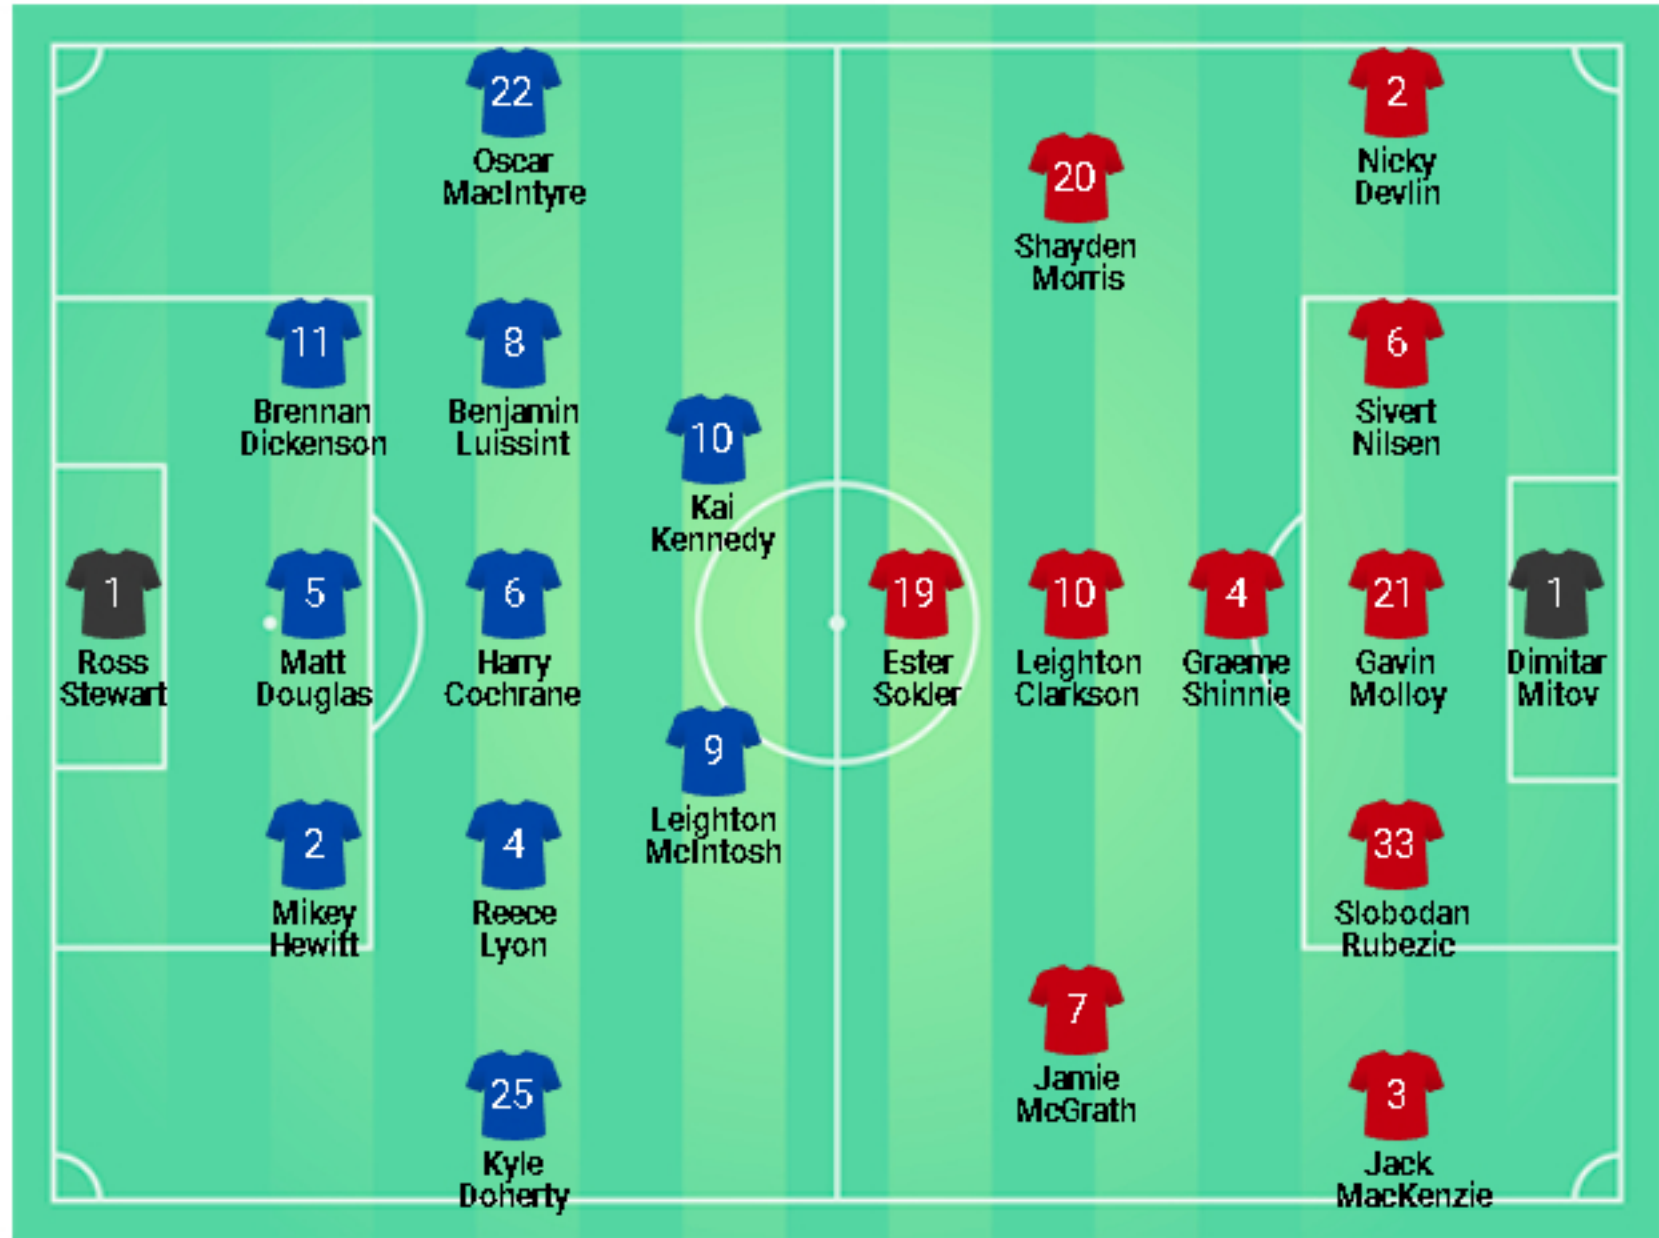 22
Oscar
MacIntyre
11
Brennan
Dickenson
8
Benjamin
Luissint
10
Kai
Kennedy
1
Ross
Stewart
5
Matt
Douglas
6
Harry
Cochrane
9
Leighton
McIntosh
2
Mikey
Hewitt
4
Reece
Lyon
25
Kyle
Doherty
2
Nicky
Devlin
20
Shayden
Morris
6
Sivert
Nilsen
19
Ester
Sokler
10
Leighton
Clarkson
4
Graeme
Shinnie
21
Gavin
Molloy
1
Dimitar
Mitov
33
Slobodan
Rubezic
7
Jamie
McGrath
3
Jack
MacKenzie